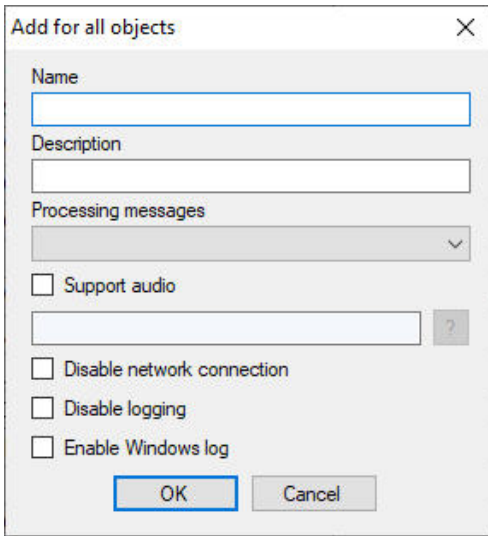 Add for all objects
Name
Description
Processing messages
Support audio
?
Disable network connection
Disable logging
Enable Windows log
OK Cancel